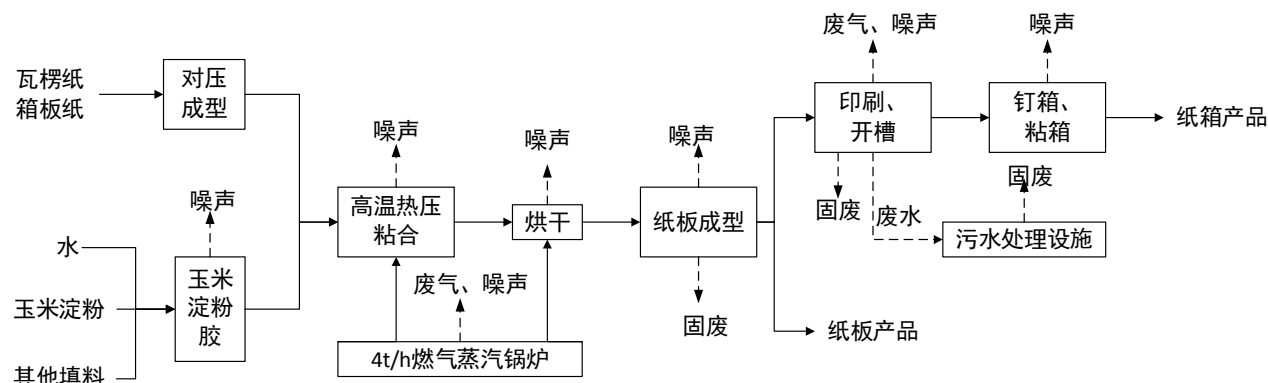 废气、噪声
噪声
瓦楞纸
箱板纸
对压
成型
印刷、
开槽
钉箱、
粘箱
纸箱产品
噪声
噪声
噪声
噪声
高温热压
粘合
烘干
纸板成型
固废
废水
固废
污水处理设施
水
玉米淀粉
其他填料
玉米
淀粉
胶
废气、噪声
固废
纸板产品
4t/h燃气蒸汽锅炉